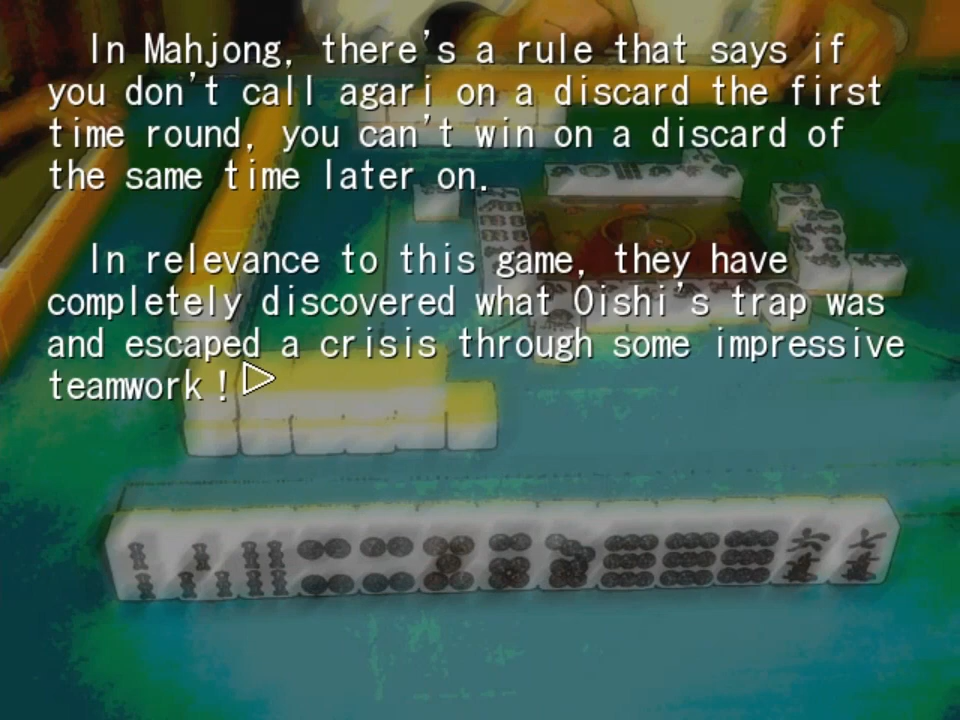 In Mahjong, there's a rule that says if
you don't call agari on a discard the first
time round, you can't win on a discard of
the same time later on.
In relevance to this game, they have
completely discovered what Oishi's trap was
and escaped a crisis through some impressive
teamwork!
六 七